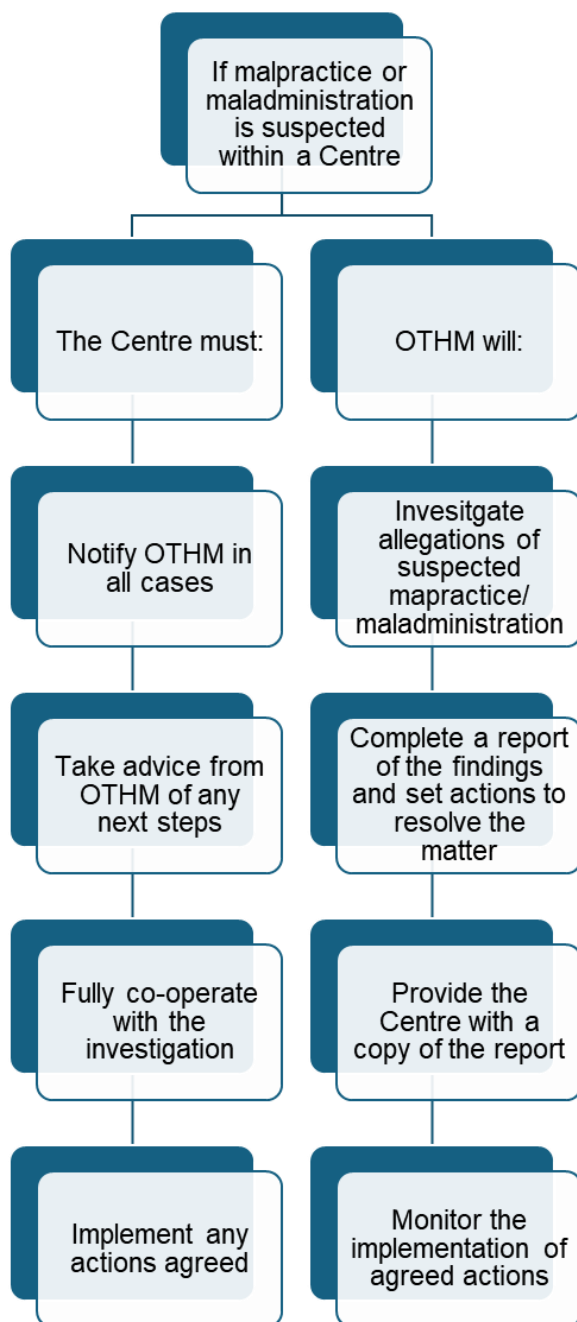 If malpractice or
maladministration
is suspected
within a Centre
The Centre must:
OTHM will:
Notify OTHM in
all cases
Invesitgate
allegations of
suspected
mapractice/
maladministration
Take advice from
OTHM of any
next steps
Complete a report
of the findings
and set actions to
resolve the
matter
Fully co-operate
with the
investigation
Provide the
Centre with a
copy of the report
Implement any
actions agreed
Monitor the
implementation of
agreed actions